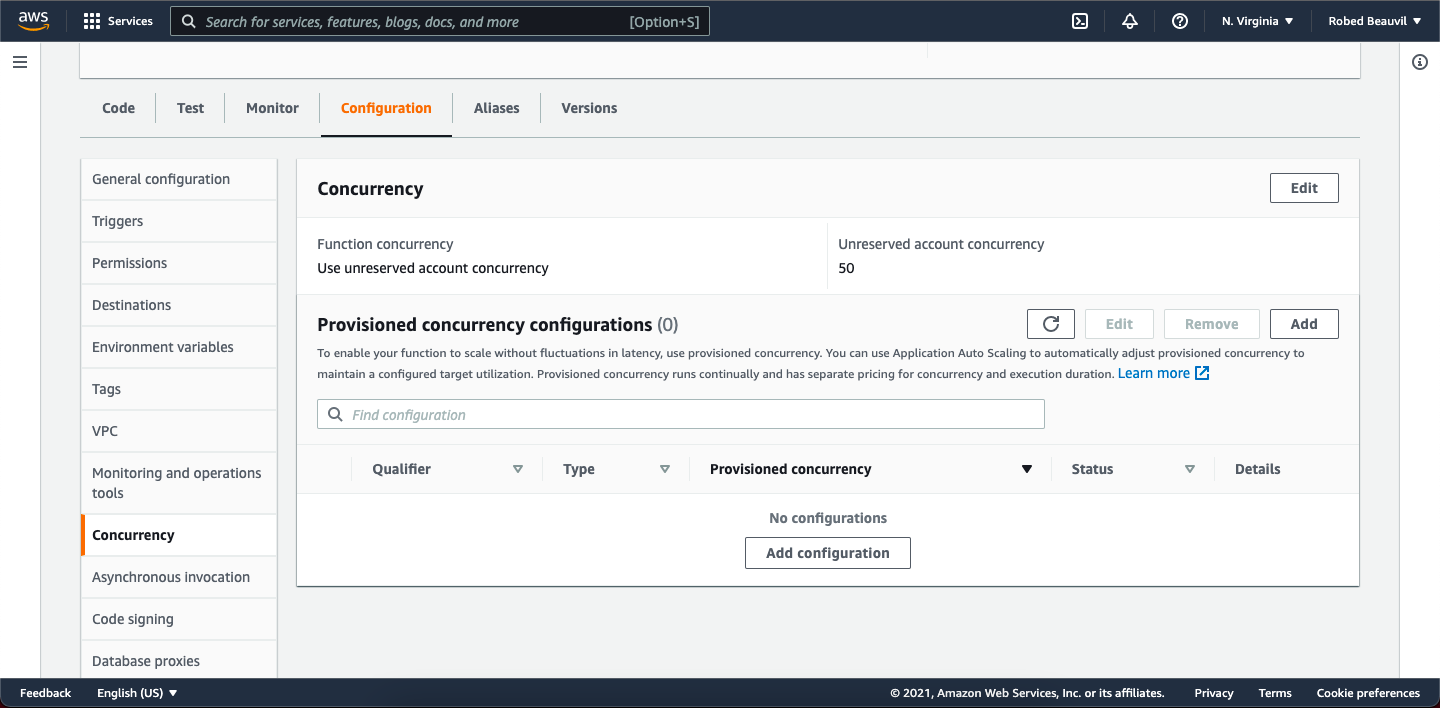 aws
Services
Search for services, features, blogs, docs, and more
[Option+S]
N. Virginia
Robed Beauvil
Code
Test
Monitor
Configuration
Aliases
Versions
General configuration
Triggers
Permissions
Destinations
Environment variables
Tags
VPC
Monitoring and operations
tools
Concurrency
Asynchronous invocation
Code signing
Database proxies
Concurrency
Edit
Function concurrency
Use unreserved account concurrency
Unreserved account concurrency
50
Provisioned concurrency configurations (0)
Edit
Remove
Add
To enable your function to scale without fluctuations in latency, use provisioned concurrency. You can use Application Auto Scaling to automatically adjust provisioned concurrency to
maintain a configured target utilization. Provisioned concurrency runs continually and has separate pricing for concurrency and execution duration. Learn more
Find configuration
Qualifier
Type
Provisioned concurrency
Status
Details
No configurations
Add configuration
Feedback
English (US)
© 2021, Amazon Web Services, Inc. or its affiliates.
Privacy
Terms
Cookie preferences